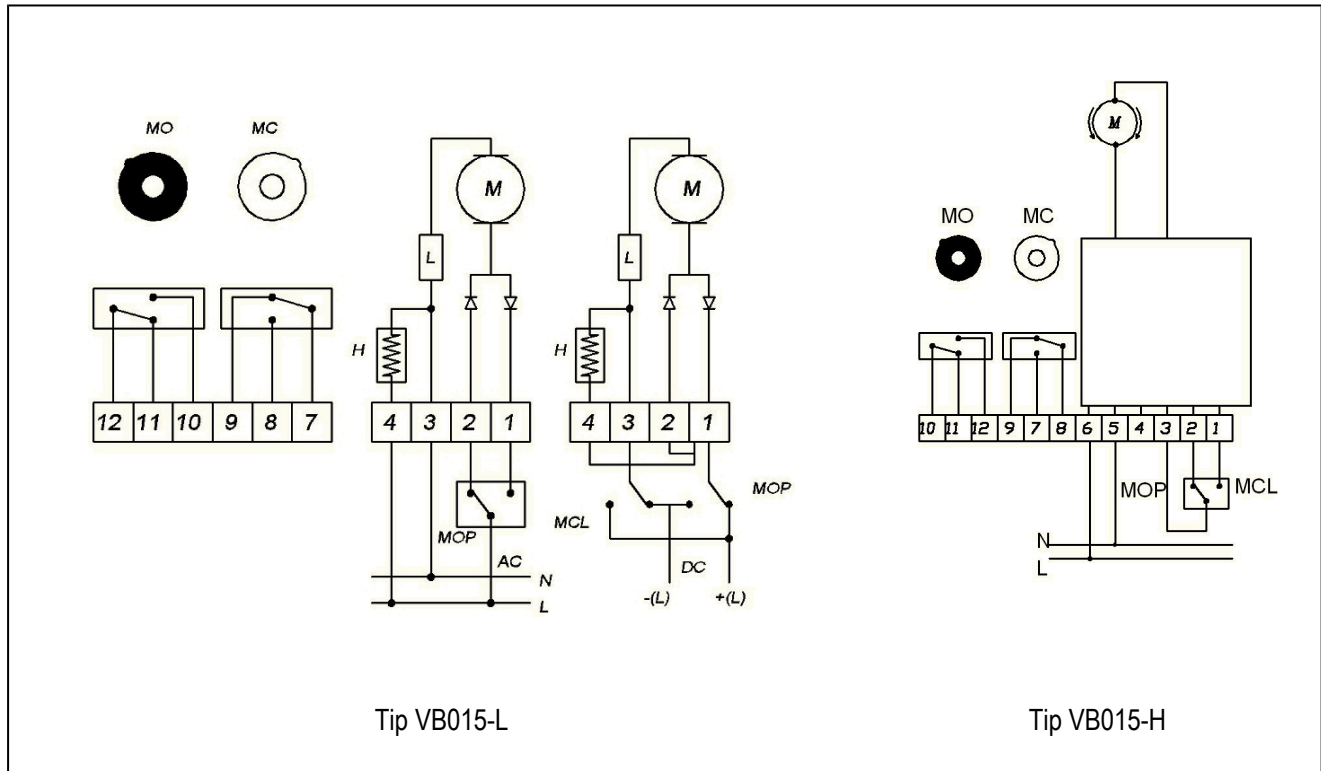 MO MC
M
L
H
12 11 10 9 8 7
4 3 2 1
MOP
AC
N
L
M
L
H
4 3 2 1
MOP
MCL
DC
-(L) +(L)
Tip VB015-L
M
MO MC
10 11 12 9 7 8 6 5 4 3 2 1
MOP MCL
N
L
Tip VB015-H